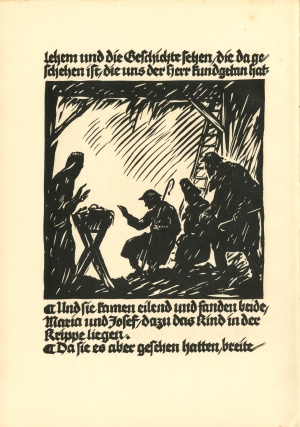 lehem und die Geschichte sehen, die da ge⸗
schehen ist, die uns der Herr kundgetan hat⸱
¶ Und sie kamen eilend und fanden beide,
Maria und Josef, dazu das Kind in der
Krippe liegen.
¶ Da sie es aber gesehen hatten, breite⸗